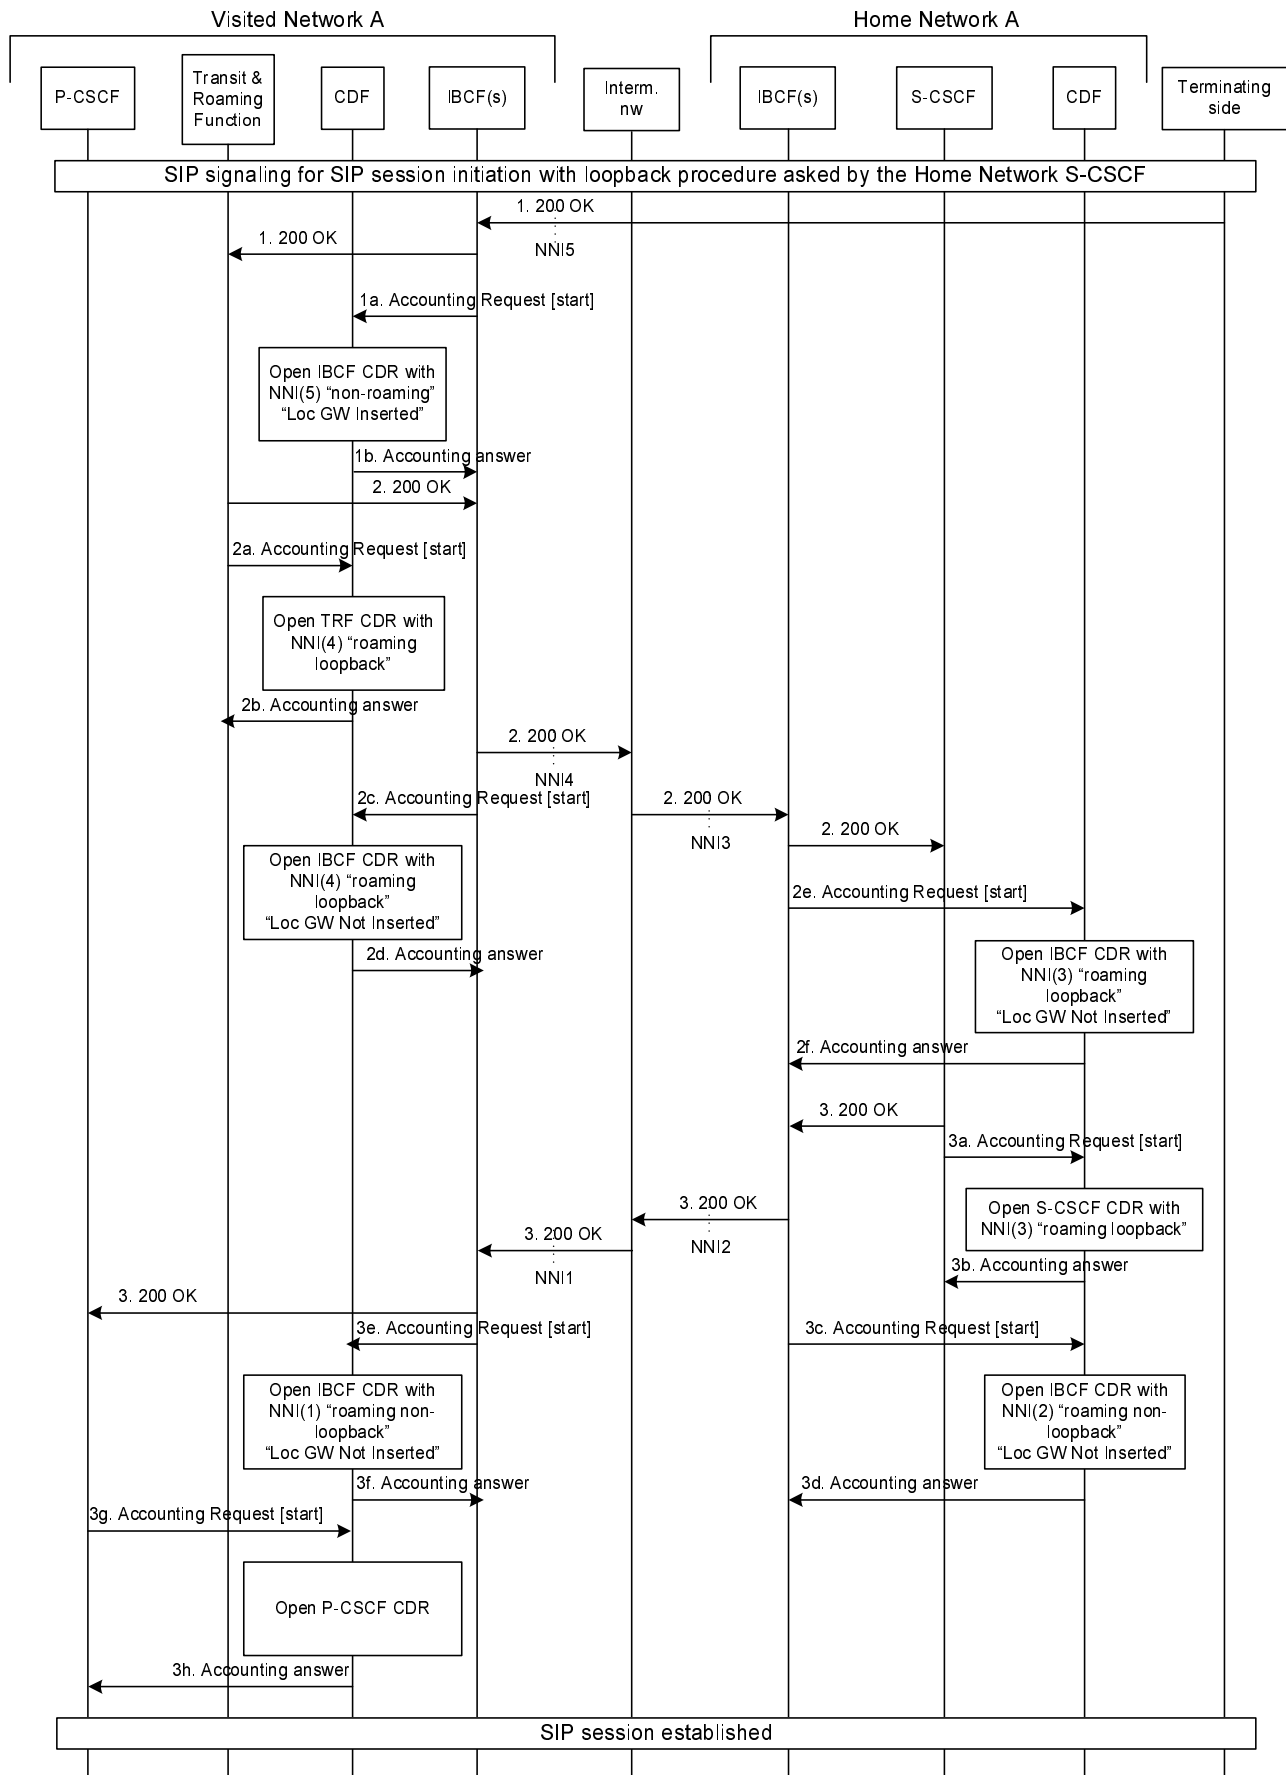 Visited Network A
Home Network A
P-CSCF
Transit &
Roaming
Function
CDF
IBCF(s)
Interm.
nw
IBCF(s)
S-CSCF
CDF
Terminating
side
SIP signaling for SIP session initiation with loopback procedure asked by the Home Network S-CSCF
1. 200 OK
NNI5
1. 200 OK
1a. Accounting Request [start]
Open IBCF CDR with
NNI(5) “non-roaming”
“Loc GW Inserted”
1b. Accounting answer
2. 200 OK
2a. Accounting Request [start]
Open TRF CDR with
NNI(4) “roaming
loopback”
2b. Accounting answer
2. 200 OK
NNI4
2c. Accounting Request [start]
2. 200 OK
NNI3
2. 200 OK
Open IBCF CDR with
NNI(4) “roaming
loopback”
“Loc GW Not Inserted”
2e. Accounting Request [start]
2d. Accounting answer
Open IBCF CDR with
NNI(3) “roaming
loopback”
“Loc GW Not Inserted”
2f. Accounting answer
3. 200 OK
3a. Accounting Request [start]
Open S-CSCF CDR with
NNI(3) “roaming loopback”
3. 200 OK
NNI2
3. 200 OK
NNI1
3b. Accounting answer
3. 200 OK
3e. Accounting Request [start]
3c. Accounting Request [start]
Open IBCF CDR with
NNI(1) “roaming non-
loopback”
“Loc GW Not Inserted”
Open IBCF CDR with
NNI(2) “roaming non-
loopback”
“Loc GW Not Inserted”
3f. Accounting answer
3d. Accounting answer
3g. Accounting Request [start]
Open P-CSCF CDR
3h. Accounting answer
SIP session established